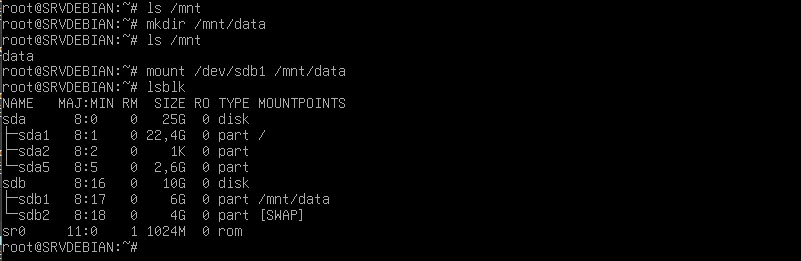 root@SRVDEBIAN:~# ls /mnt
root@SRVDEBIAN:~# mkdir /mnt/data
root@SRVDEBIAN:~# ls /mnt
data
root@SRVDEBIAN:~# mount /dev/sdb1 /mnt/data
root@SRVDEBIAN:~# lsblk
NAME   MAJ:MIN RM  SIZE RO TYPE MOUNTPOINTS
sda      8:0    0   25G  0 disk
├─sda1   8:1    0 22,4G  0 part /
├─sda2   8:2    0    1K  0 part
└─sda5   8:5    0  2,6G  0 part
sdb      8:16   0   10G  0 disk
├─sdb1   8:17   0    6G  0 part /mnt/data
└─sdb2   8:18   0    4G  0 part [SWAP]
sr0     11:0    1 1024M  0 rom
root@SRVDEBIAN:~#